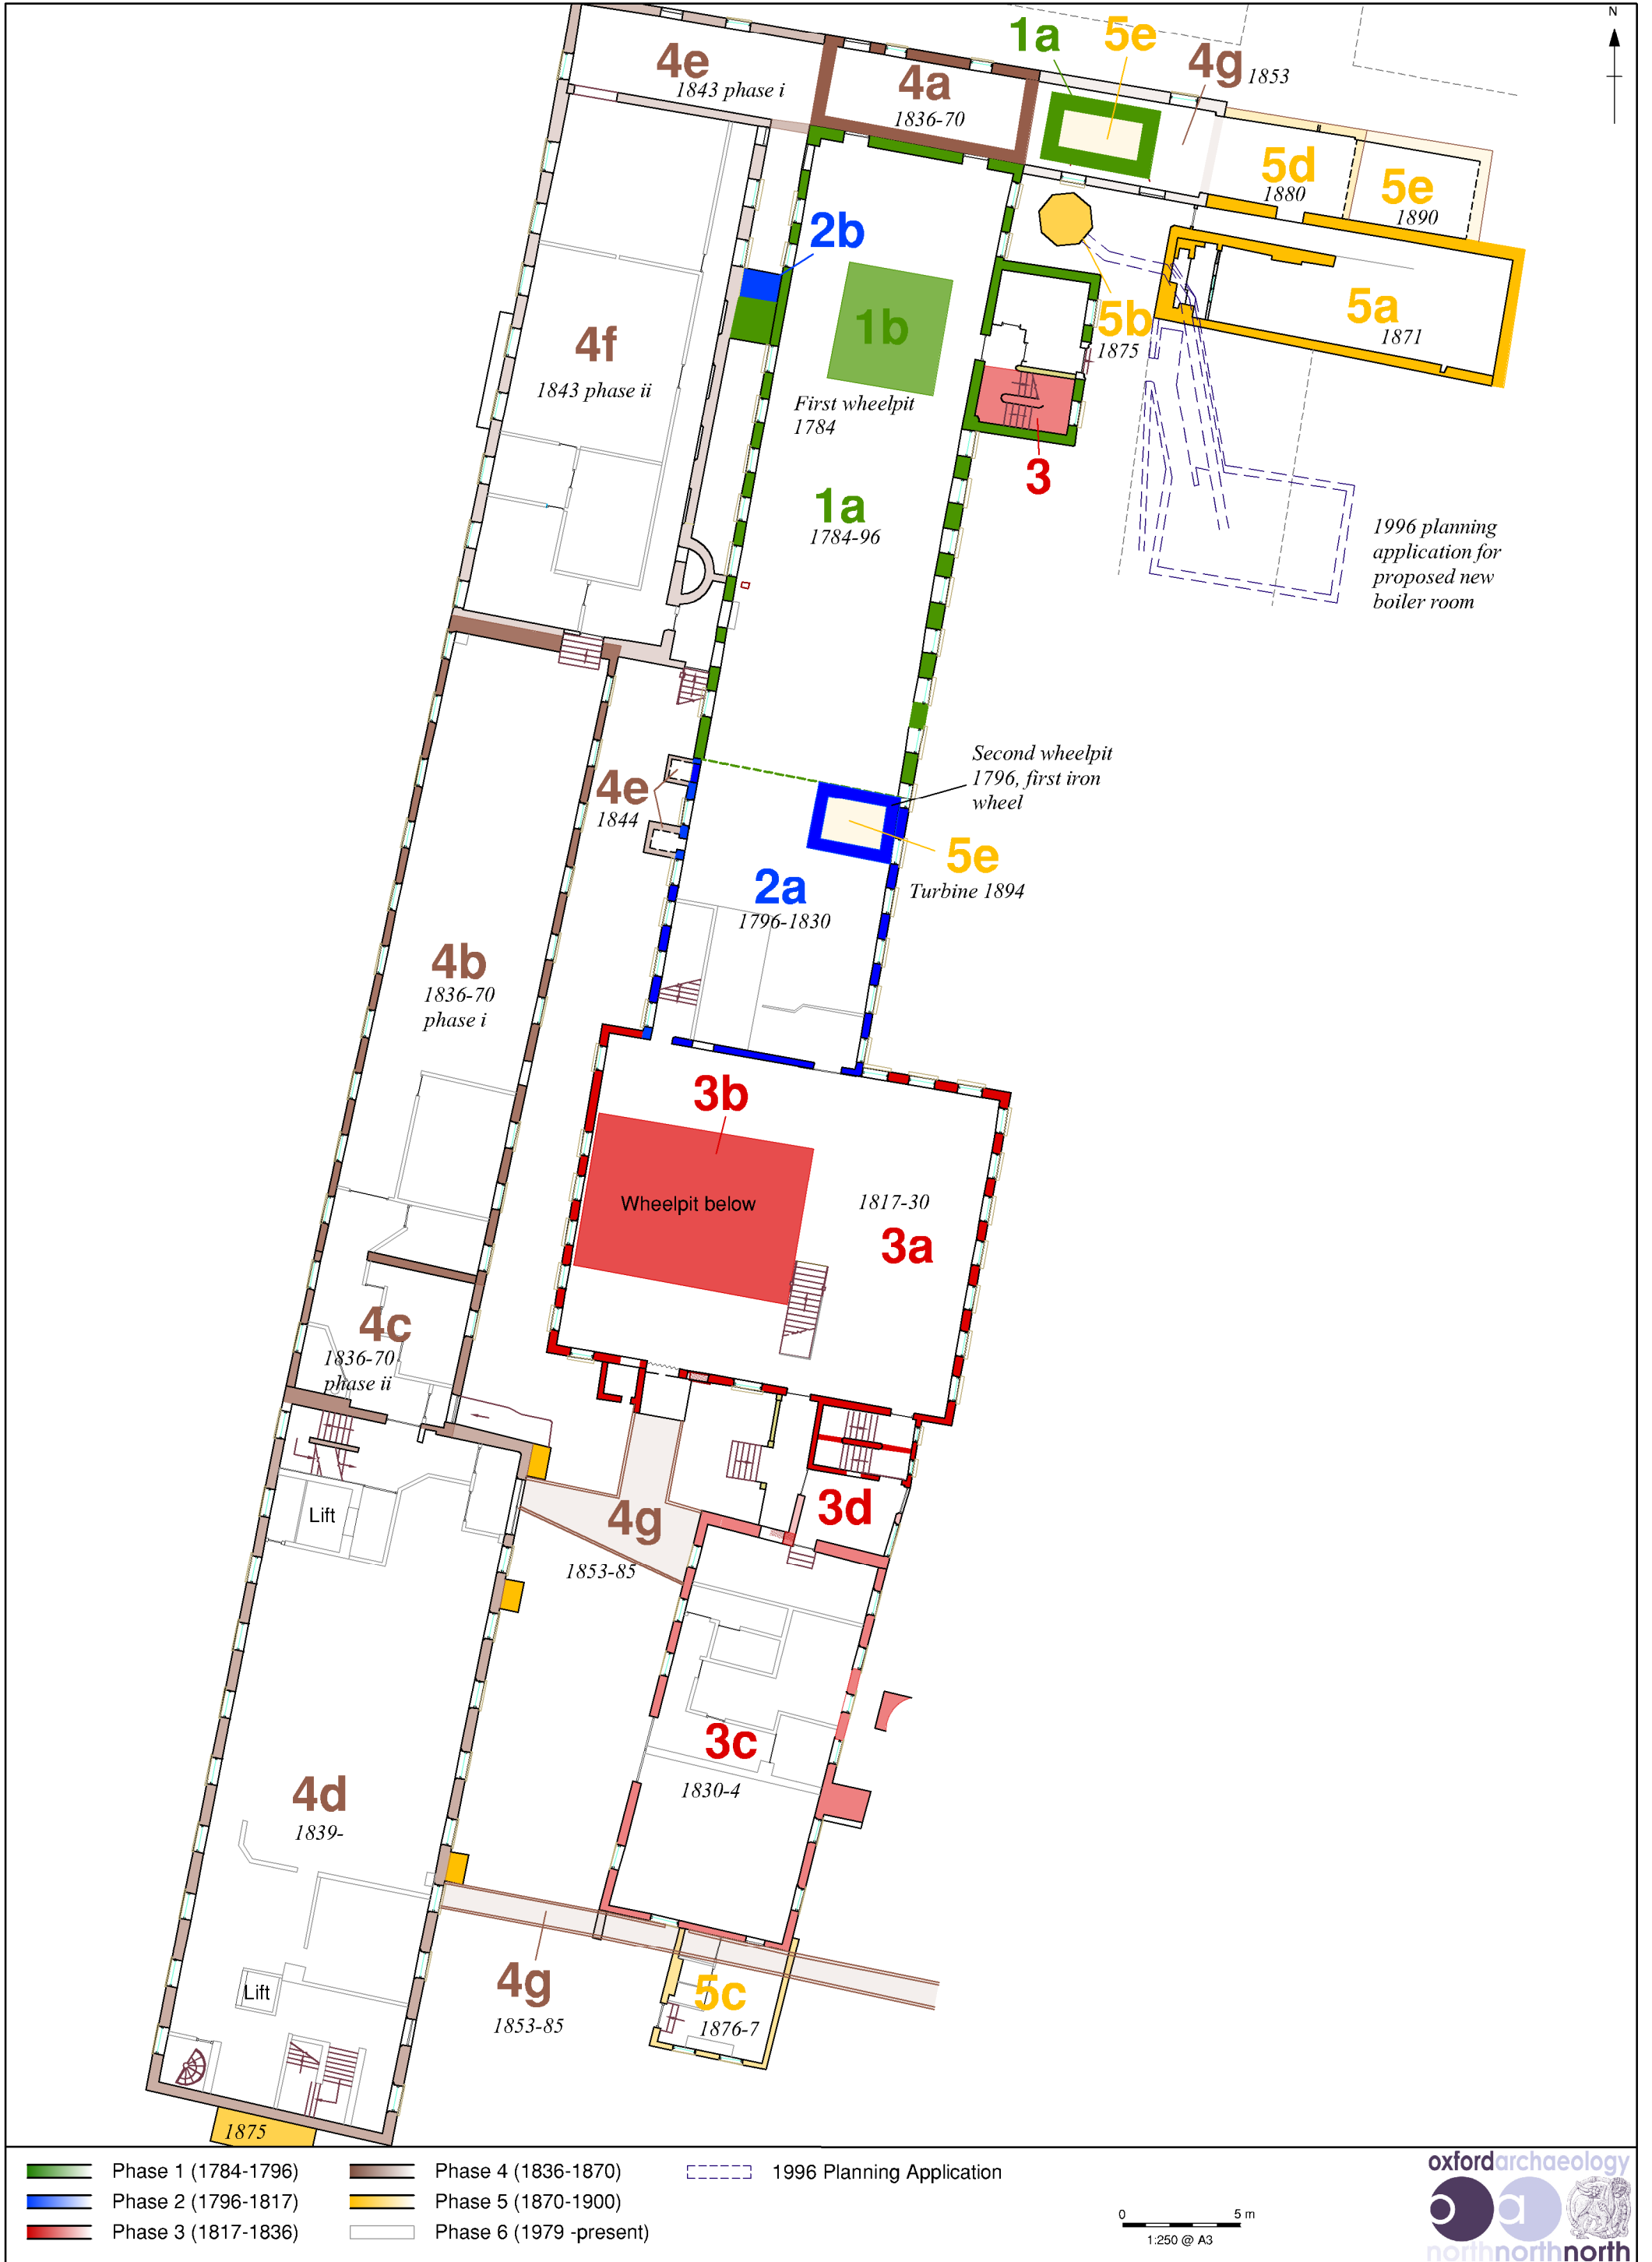 N
1a
5e
4e
1843 phase i
4a
1836-70
4g 1853
5d
1880
5e
1890
2b
1b
First wheelpit
1784
5b
1875
5a
1871
4f
1843 phase ii
3
1a
1784-96
1996 planning
application for
proposed new
boiler room
Second wheelpit
1796, first iron
wheel
4e
1844
5e
Turbine 1894
2a
1796-1830
4b
1836-70
phase i
3b
Wheelpit below
1817-30
3a
4c
1836-70
phase ii
Lift
4g
1853-85
3d
3c
1830-4
4d
1839-
Lift
4g
1853-85
5c
1876-7
1875
Phase 1 (1784-1796)
Phase 2 (1796-1817)
Phase 3 (1817-1836)
Phase 4 (1836-1870)
Phase 5 (1870-1900)
Phase 6 (1979 -present)
1996 Planning Application
0 5 m
1:250 @ A3
oxfordarchaeology
oa
northnorthnorth